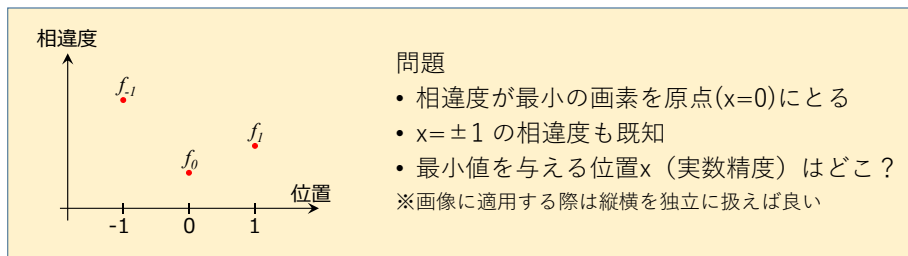 相違度
f-1
f0
f1
位置
-1 0 1
問題
• 相違度が最小の画素を原点(x=0)にとる
• x=±1 の相違度も既知
• 最小値を与える位置x（実数精度）はどこ？
※画像に適用する際は縦横を独立に扱えば良い